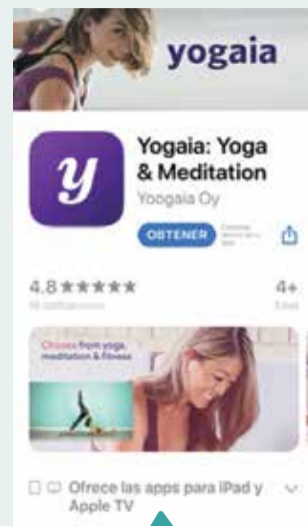 yogaia
y
Yogaia: Yoga
& Meditation
Yoogaia Oy
OBTENER
4.8 ★★★★★
4+
Choose from yoga,
meditation & fitness
Ofrece las apps para iPad y
Apple TV